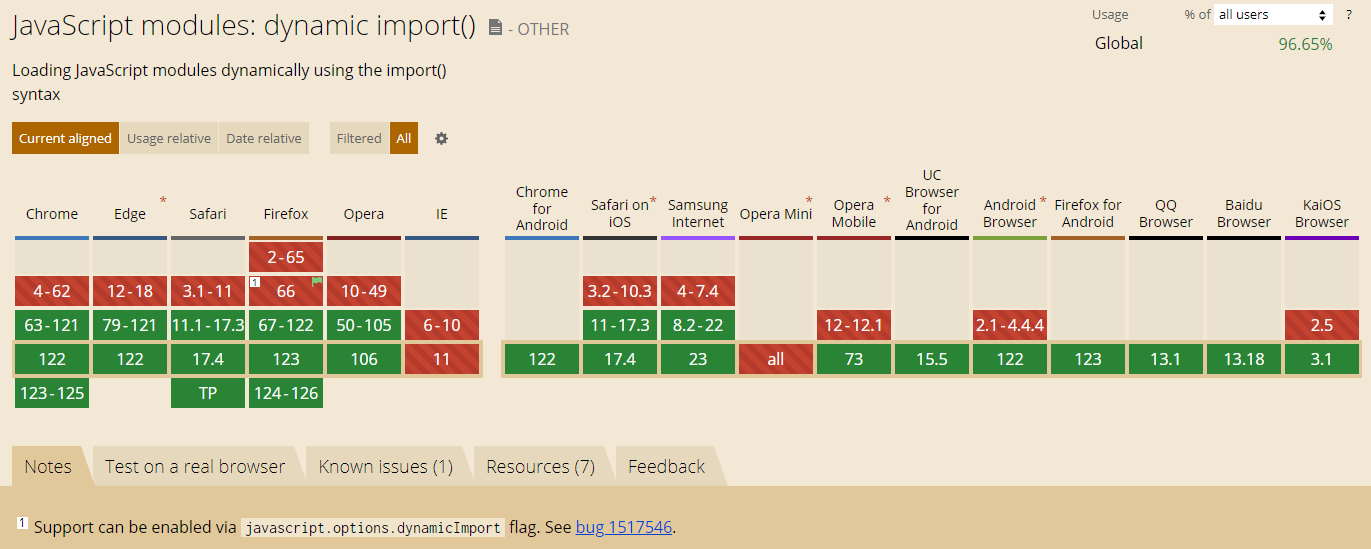 JavaScript modules: dynamic import() - OTHER
Usage % of all users ?
Global 96.65%
Loading JavaScript modules dynamically using the import()
syntax
Current aligned Usage relative Date relative Filtered All
Chrome Edge * Safari Firefox Opera IE Chrome for Android Safari on iOS * Samsung Internet Opera Mini * Opera Mobile * UC Browser for Android Android Browser * Firefox for Android QQ Browser Baidu Browser KaiOS Browser
2-65
4-62 12-18 3.1-11 1 66 10-49 3.2-10.3 4-7.4
63-121 79-121 11.1-17.3 67-122 50-105 6-10 11-17.3 8.2-22 12-12.1 2.1-4.4.4 2.5
122 122 17.4 123 106 11 122 17.4 23 all 73 15.5 122 123 13.1 13.18 3.1
123-125 TP 124-126
Notes Test on a real browser Known issues (1) Resources (7) Feedback
1 Support can be enabled via javascript.options.dynamicImport flag. See bug 1517546.